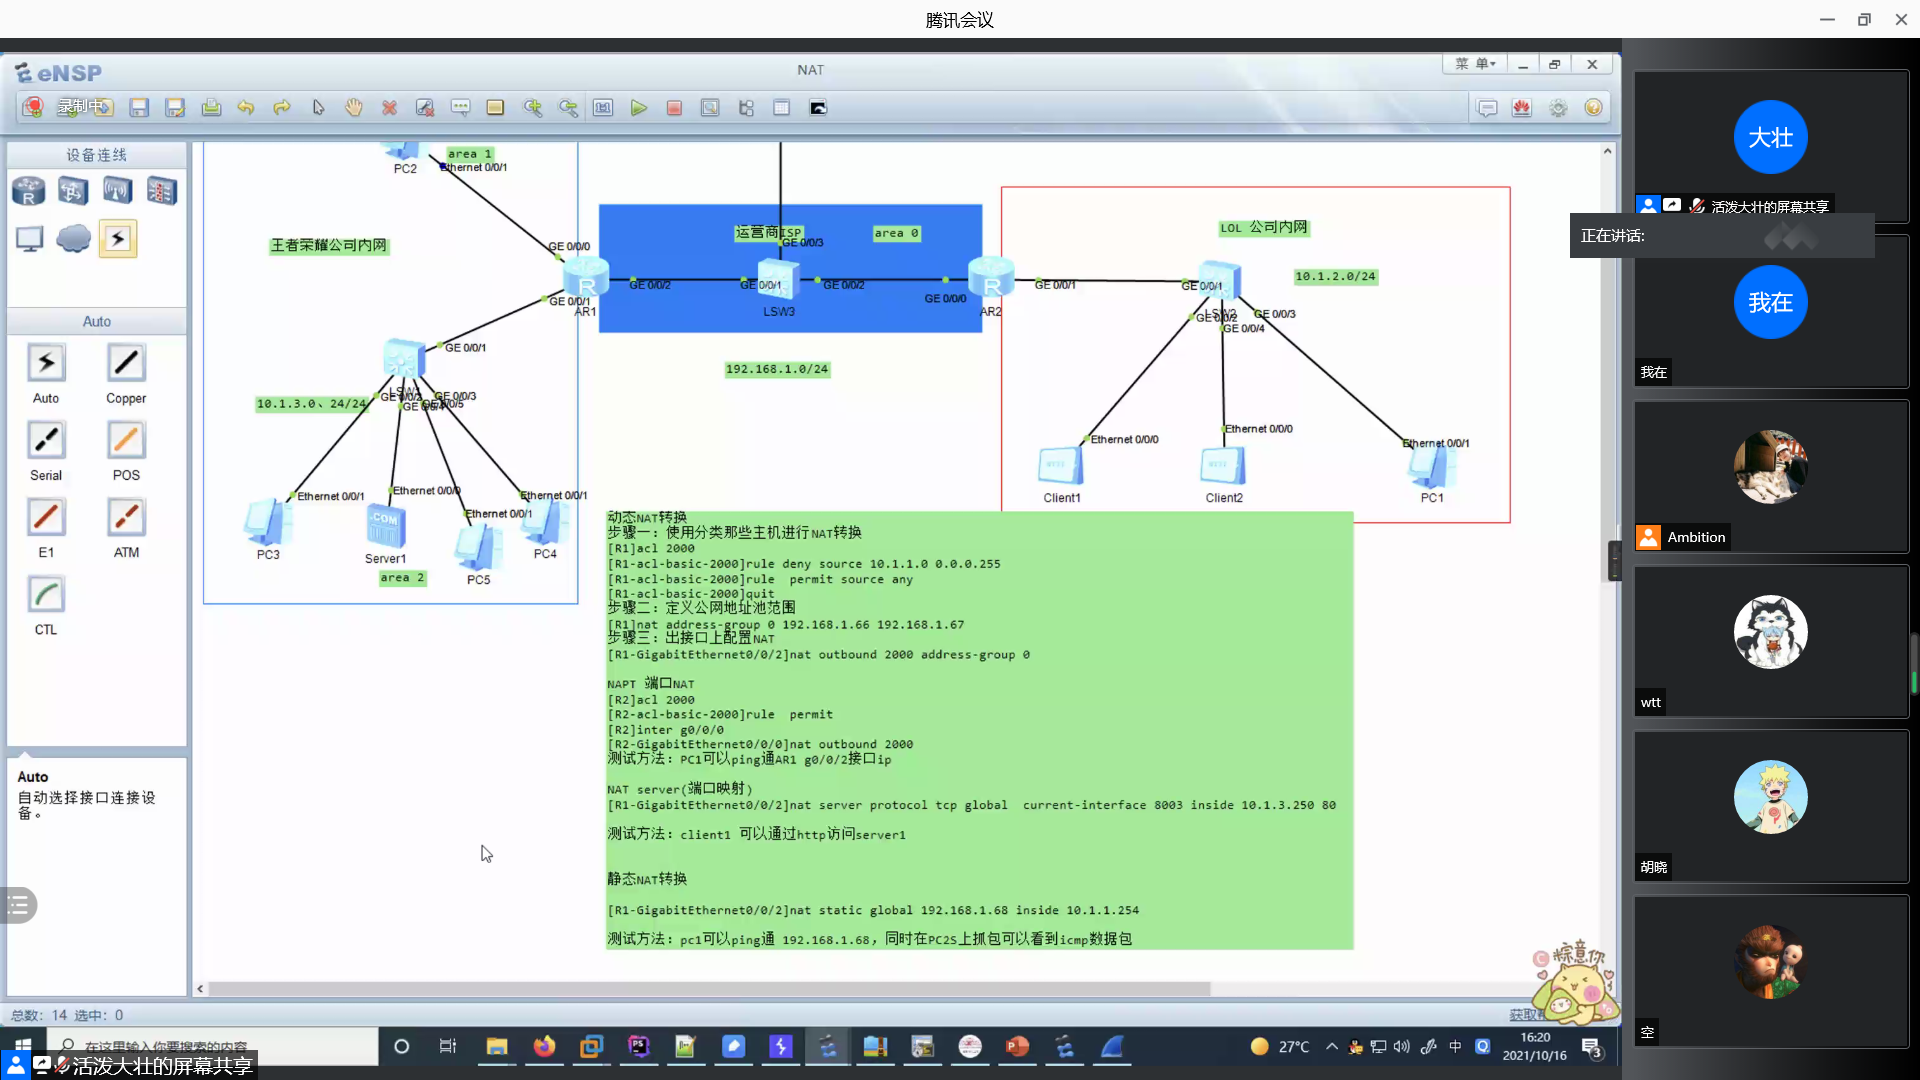 腾讯会议
eNSP
NAT
菜 单
录制中
设备连线
Auto
Auto
Copper
Serial
POS
E1
ATM
CTL
Auto
自动选择接口连接设
备。
area 1
PC2
Ethernet 0/0/1
王者荣耀公司内网
GE 0/0/0
GE 0/0/1
AR1
GE 0/0/2
运营商ISP
area 0
GE 0/0/3
GE 0/0/1
GE 0/0/2
GE 0/0/0
LSW3
AR2
GE 0/0/1
192.168.1.0/24
LOL 公司内网
10.1.2.0/24
GE 0/0/1
LSW2
GE 0/0/2
GE 0/0/3
GE 0/0/4
Ethernet 0/0/0
Ethernet 0/0/0
Ethernet 0/0/1
Client1
Client2
PC1
GE 0/0/1
LSW1
10.1.3.0、24/24
GE 0/0/2
GE 0/0/3
GE 0/0/4
GE 0/0/5
Ethernet 0/0/1
Ethernet 0/0/0
Ethernet 0/0/1
Ethernet 0/0/1
PC3
.COM
Server1
PC5
PC4
area 2
动态NAT转换
步骤一：使用分类那些主机进行NAT转换
[R1]acl 2000
[R1-acl-basic-2000]rule deny source 10.1.1.0 0.0.0.255
[R1-acl-basic-2000]rule  permit source any
[R1-acl-basic-2000]quit
步骤二：定义公网地址池范围
[R1]nat address-group 0 192.168.1.66 192.168.1.67
步骤三：出接口上配置NAT
[R1-GigabitEthernet0/0/2]nat outbound 2000 address-group 0
NAPT 端口NAT
[R2]acl 2000
[R2-acl-basic-2000]rule  permit
[R2]inter g0/0/0
[R2-GigabitEthernet0/0/0]nat outbound 2000
测试方法：PC1可以ping通AR1 g0/0/2接口ip
NAT server(端口映射)
[R1-GigabitEthernet0/0/2]nat server protocol tcp global  current-interface 8003 inside 10.1.3.250 80
测试方法：client1 可以通过http访问server1
静态NAT转换
[R1-GigabitEthernet0/0/2]nat static global 192.168.1.68 inside 10.1.1.254
测试方法：pc1可以ping通 192.168.1.68，同时在PC2S上抓包可以看到icmp数据包
粽意你
总数：14 选中：0
在这里输入你要搜索的内容
活泼大壮的屏幕共享
27°C
中
16:20
2021/10/16
3
大壮
活泼大壮的屏幕共享
正在讲话:
我在
我在
Ambition
wtt
胡晓
空